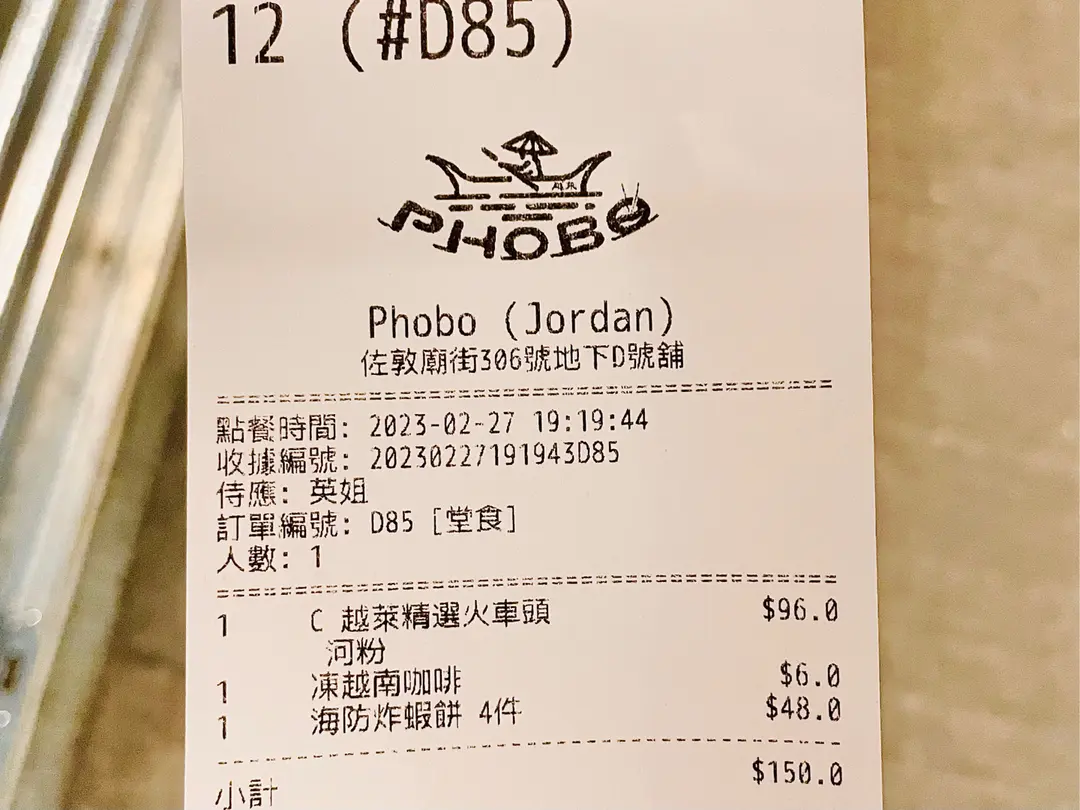 12 (#D85)
PHOBO
Phobo (Jordan)
佐敦廟街306號地下D號舖
點餐時間: 2023-02-27 19:19:44
收據編號: 20230227191943D85
侍應: 英姐
訂單編號: D85 [堂食]
人數: 1
1 C 越萊精選火車頭 $96.0
河粉
1 凍越南咖啡 $6.0
1 海防炸蝦餅 4件 $48.0
小計 $150.0